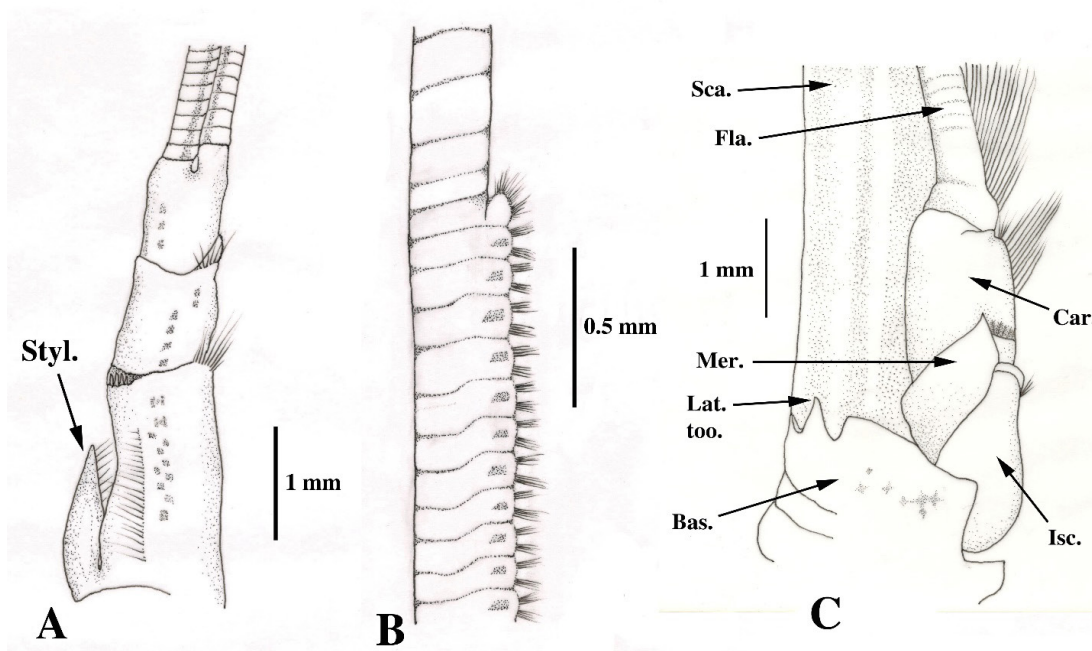 Styl.
1 mm
A
0.5 mm
B
Sca.
Fla.
1 mm
Car
Mer.
Lat.
too.
Bas.
Isc.
C